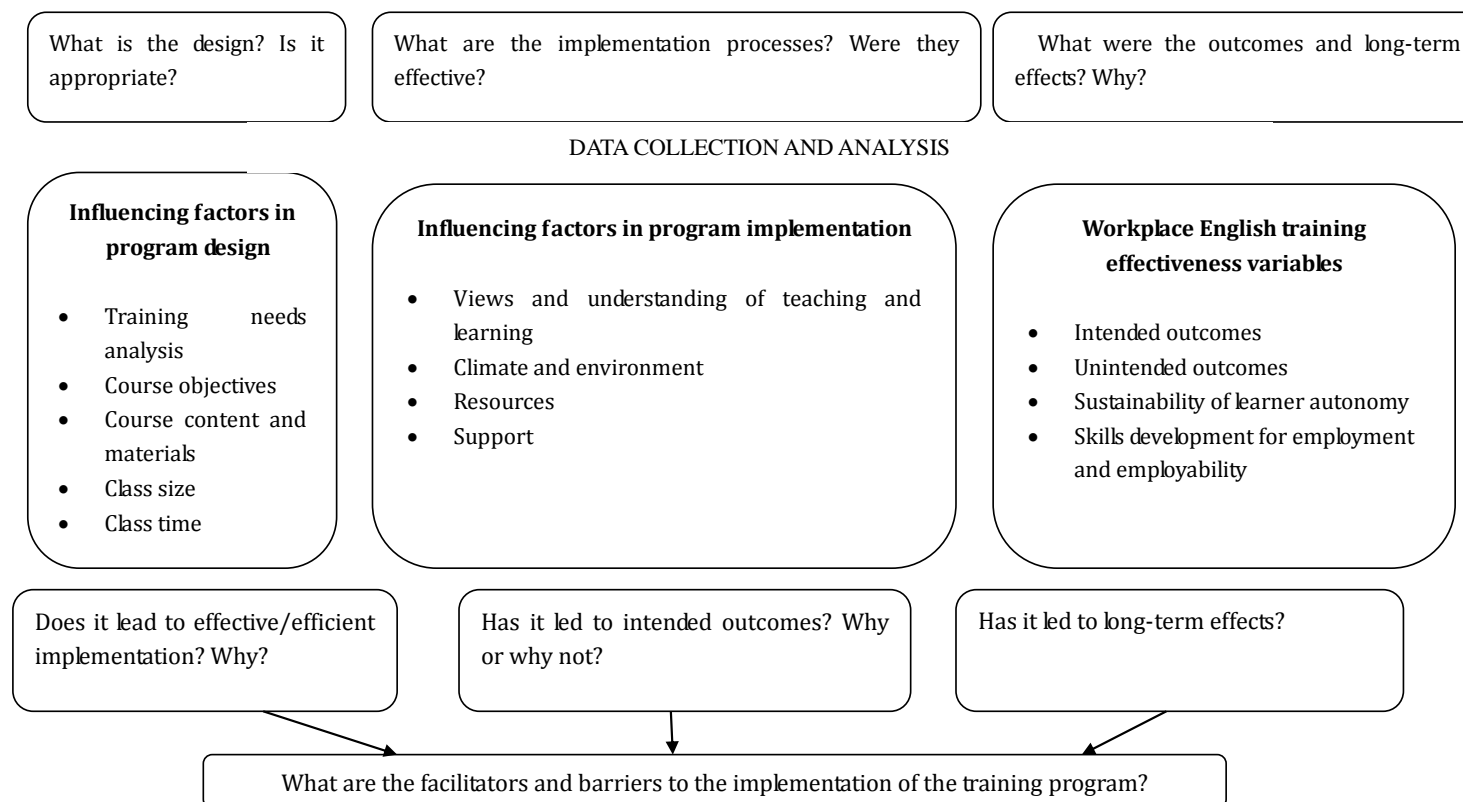 What is the design? Is it
appropriate?
What are the implementation processes? Were they
effective?
What were the outcomes and long-term
effects? Why?
DATA COLLECTION AND ANALYSIS
Influencing factors in
program design
• Training needs
analysis
• Course objectives
• Course content and
materials
• Class size
• Class time
Influencing factors in program implementation
• Views and understanding of teaching and
learning
• Climate and environment
• Resources
• Support
Workplace English training
effectiveness variables
• Intended outcomes
• Unintended outcomes
• Sustainability of learner autonomy
• Skills development for employment
and employability
Does it lead to effective/efficient
implementation? Why?
Has it led to intended outcomes? Why
or why not?
Has it led to long-term effects?
What are the facilitators and barriers to the implementation of the training program?